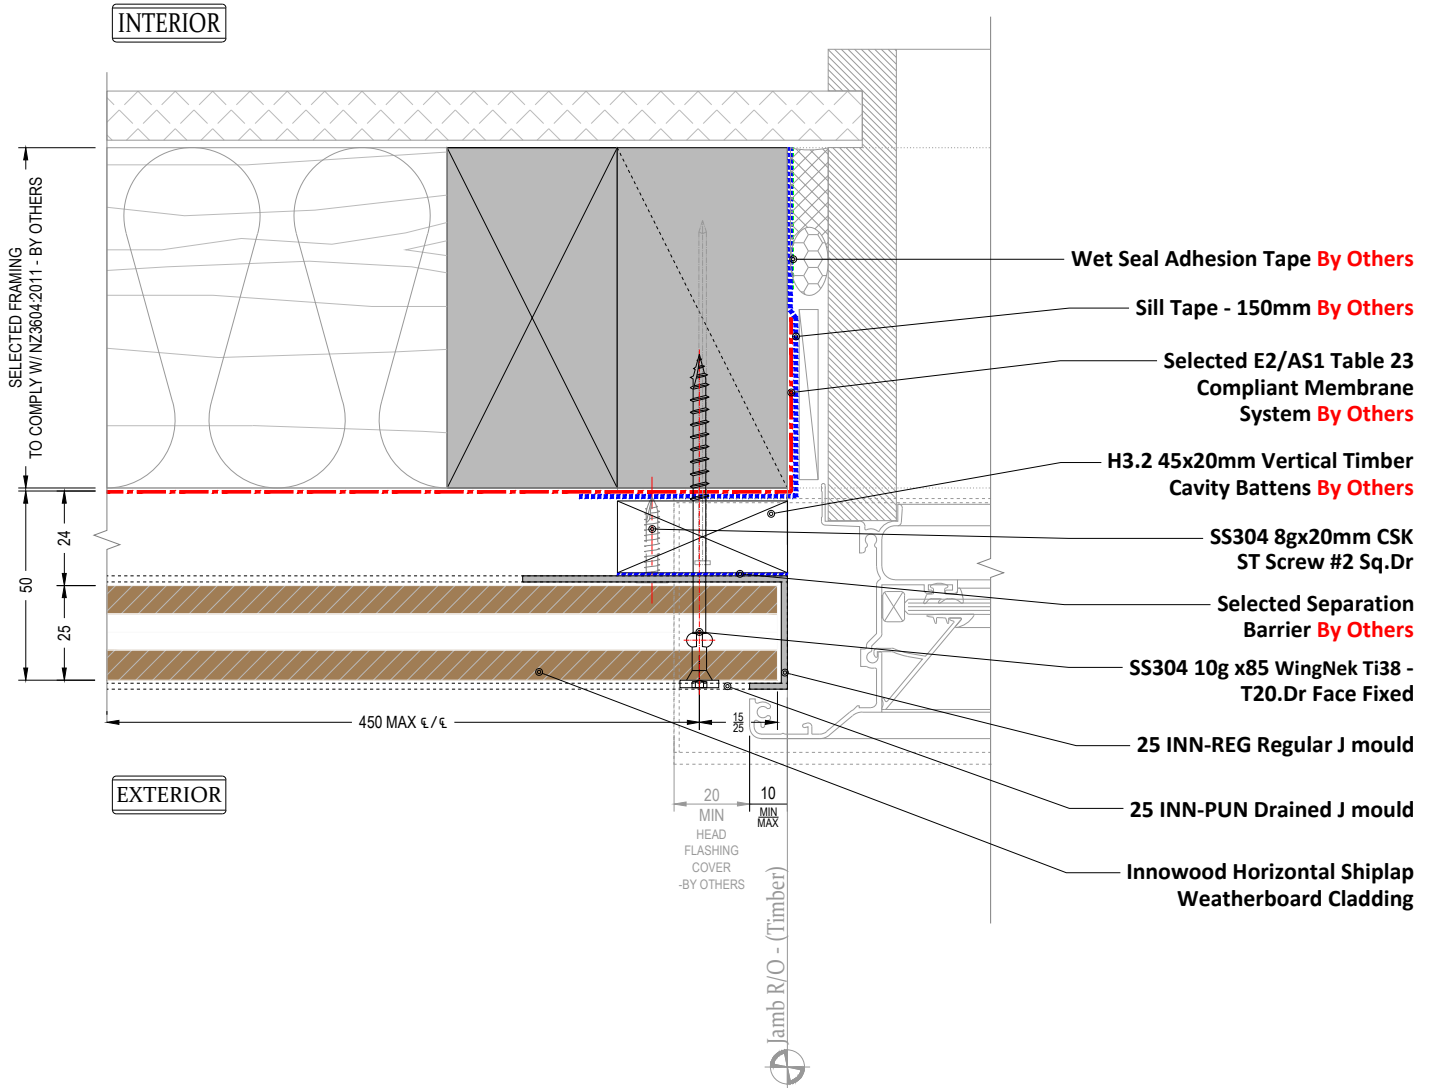 INTERIOR
SELECTED FRAMING
TO COMPLY W/ NZ3604:2011 - BY OTHERS
Wet Seal Adhesion Tape By Others
Sill Tape - 150mm By Others
Selected E2/AS1 Table 23
Compliant Membrane
System By Others
H3.2 45x20mm Vertical Timber
Cavity Battens By Others
SS304 8gx20mm CSK
ST Screw #2 Sq.Dr
Selected Separation
Barrier By Others
SS304 10g x85 WingNek Ti38 -
T20.Dr Face Fixed
25 INN-REG Regular J mould
25 INN-PUN Drained J mould
Innowood Horizontal Shiplap
Weatherboard Cladding
24
50
25
450 MAX ℄/℄
15
25
EXTERIOR
20
MIN
HEAD
FLASHING
COVER
-BY OTHERS
10
MIN
MAX
Jamb R/O - (Timber)